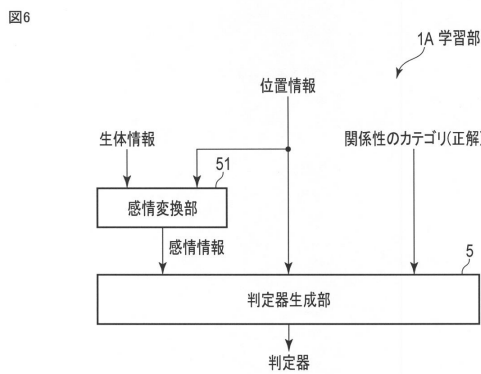 図6
1A 学習部
位置情報
生体情報
関係性のカテゴリ(正解)
51
感情変換部
感情情報
5
判定器生成部
判定器